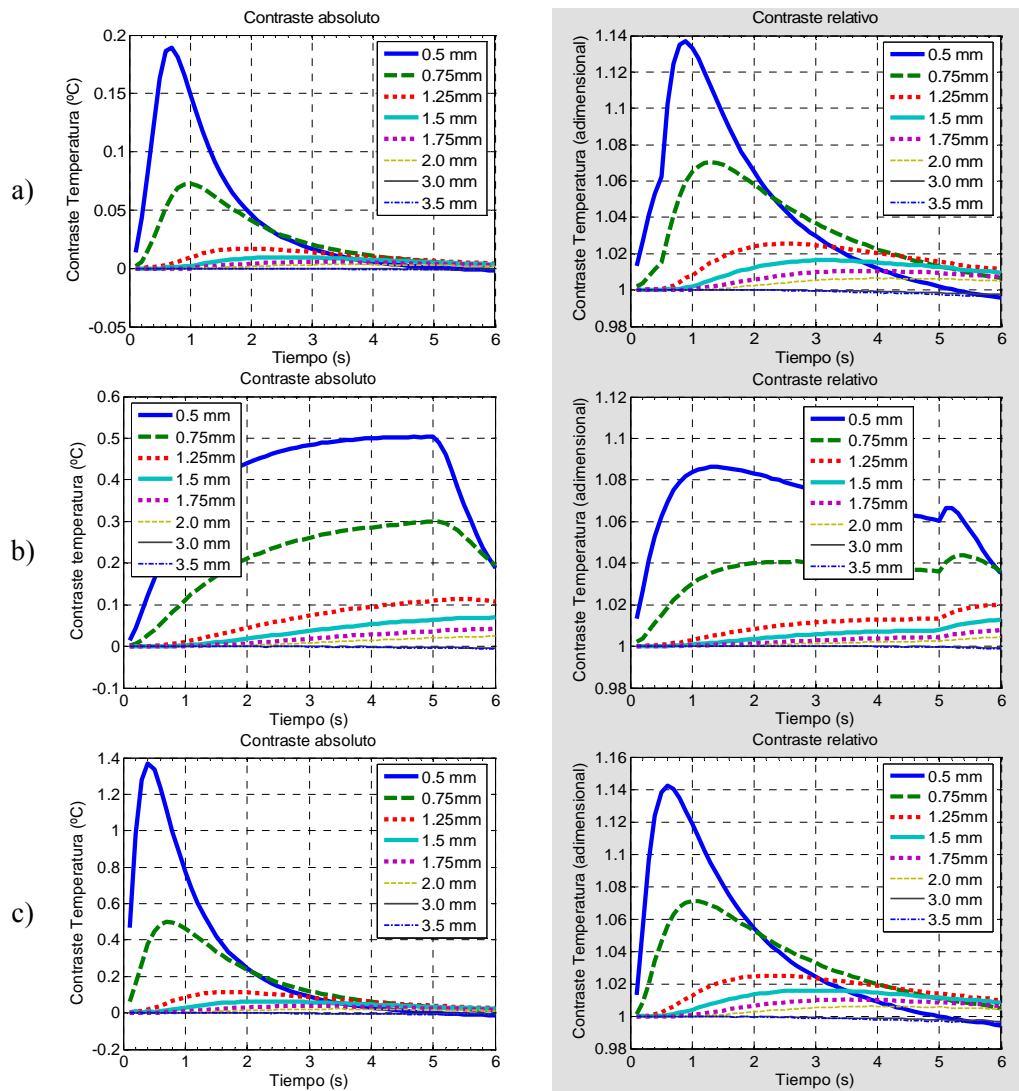 a)
Contraste absoluto
Contraste Temperatura (ºC)
0.2
0.15
0.1
0.05
0
-0.05
0 1 2 3 4 5 6
Tiempo (s)
0.5 mm
0.75mm
1.25mm
1.5 mm
1.75mm
2.0 mm
3.0 mm
3.5 mm
Contraste relativo
Contraste Temperatura (adimensional)
1.14
1.12
1.1
1.08
1.06
1.04
1.02
1
0.98
0 1 2 3 4 5 6
Tiempo (s)
0.5 mm
0.75mm
1.25mm
1.5 mm
1.75mm
2.0 mm
3.0 mm
3.5 mm
b)
Contraste absoluto
Contraste temperatura (ºC)
0.6
0.5
0.4
0.3
0.2
0.1
0
-0.1
0 1 2 3 4 5 6
Tiempo (s)
0.5 mm
0.75mm
1.25mm
1.5 mm
1.75mm
2.0 mm
3.0 mm
3.5 mm
Contraste relativo
Contraste Temperatura (adimensional)
1.12
1.1
1.08
1.06
1.04
1.02
1
0.98
0 1 2 3 4 5 6
Tiempo (s)
0.5 mm
0.75mm
1.25mm
1.5 mm
1.75mm
2.0 mm
3.0 mm
3.5 mm
c)
Contraste absoluto
Contraste Temperatura (ºC)
1.4
1.2
1
0.8
0.6
0.4
0.2
0
-0.2
0 1 2 3 4 5 6
Tiempo (s)
0.5 mm
0.75mm
1.25mm
1.5 mm
1.75mm
2.0 mm
3.0 mm
3.5 mm
Contraste relativo
Contraste Temperatura (adimensional)
1.16
1.14
1.12
1.1
1.08
1.06
1.04
1.02
1
0.98
0 1 2 3 4 5 6
Tiempo (s)
0.5 mm
0.75mm
1.25mm
1.5 mm
1.75mm
2.0 mm
3.0 mm
3.5 mm